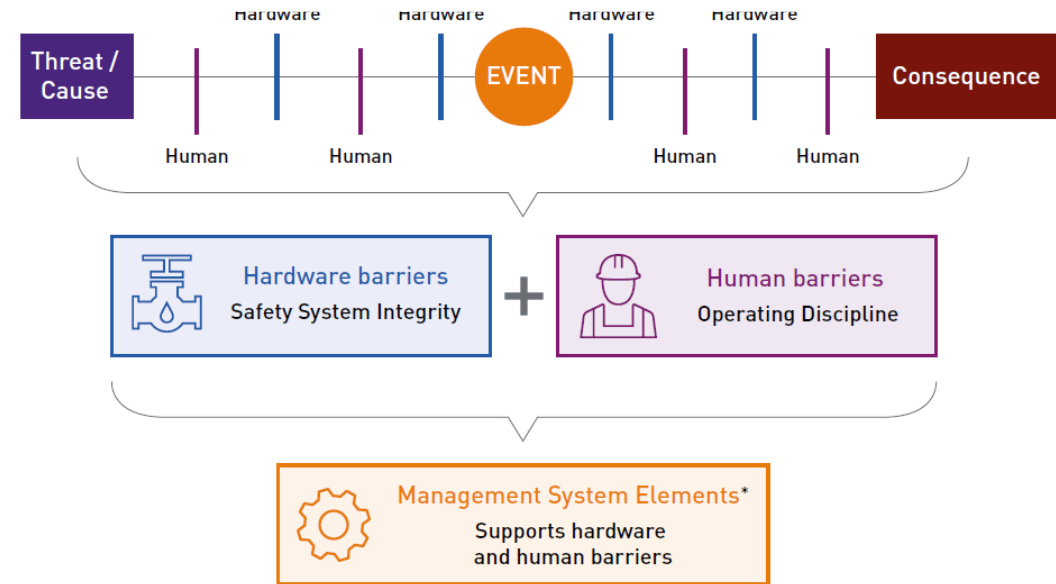 Hardware Hardware Hardware Hardware
Threat /
Cause
EVENT
Consequence
Human Human Human Human
Hardware barriers
Safety System Integrity
+
Human barriers
Operating Discipline
Management System Elements*
Supports hardware
and human barriers